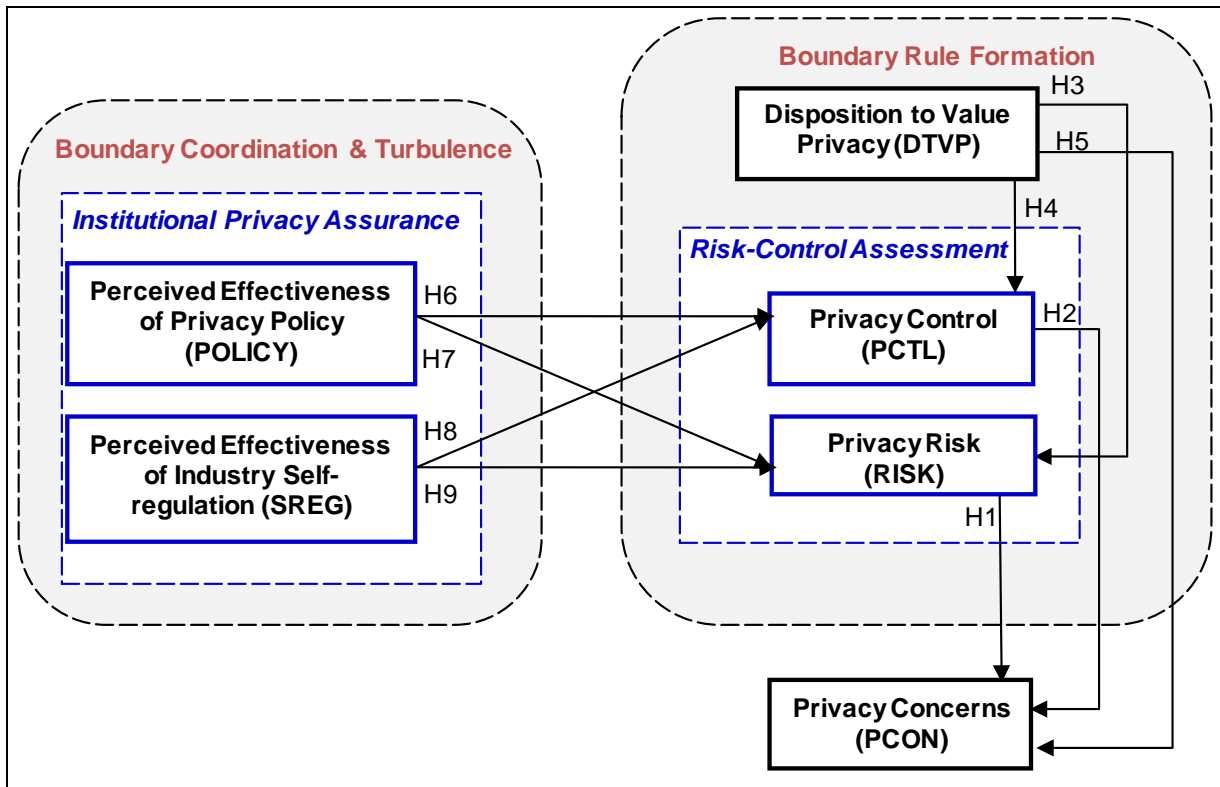 Boundary Coordination & Turbulence
Institutional Privacy Assurance
Perceived Effectiveness
of Privacy Policy
(POLICY)
H6
H7
Perceived Effectiveness
of Industry Self-
regulation (SREG)
H8
H9
Boundary Rule Formation
Disposition to Value
Privacy (DTVP)
H3
H5
H4
Risk-Control Assessment
Privacy Control
(PCTL)
H2
Privacy Risk
(RISK)
H1
Privacy Concerns
(PCON)